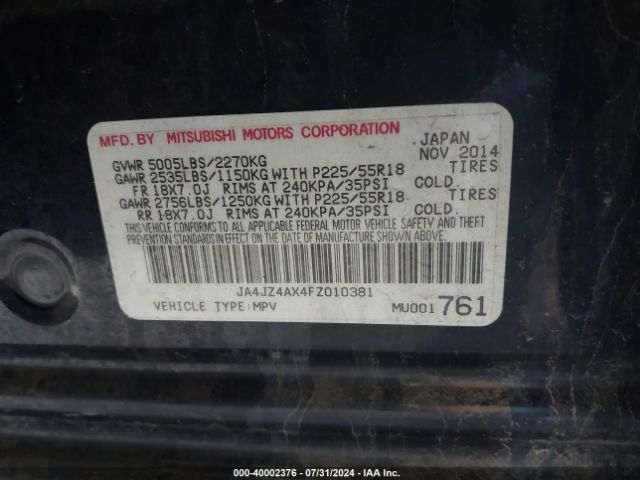 MFD. BY MITSUBISHI MOTORS CORPORATION JAPAN
GVWR 5005LBS/2270KG NOV 2014
GAWR 2535LBS/1150KG WITH P225/55R18 TIRES
FR 18X7.0J RIMS AT 240KPA/35PSI COLD.
GAWR 2756LBS/1250KG WITH P225/55R18 TIRES
RR 18X7.0J RIMS AT 240KPA/35PSI COLD.
THIS VEHICLE CONFORMS TO ALL APPLICABLE FEDERAL MOTOR VEHICLE SAFETY AND THEFT
PREVENTION STANDARDS IN EFFECT ON THE DATE OF MANUFACTURE SHOWN ABOVE.
JA4JZ4AX4FZ010381
VEHICLE TYPE:MPV MU001 761
000-40002376 - 07/31/2024 - IAA Inc.